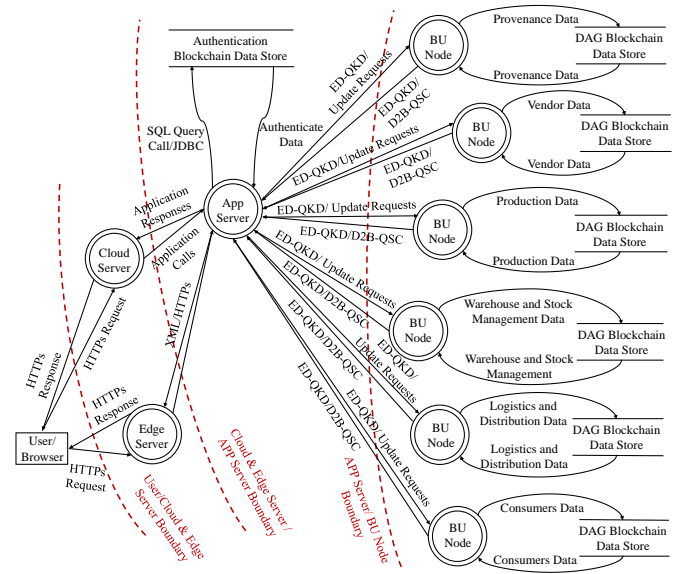 Authentication
Blockchain Data Store
SQL Query
Call/JDBC
Authenticate
Data
App
Server
Application
Responses
Application
Calls
Cloud
Server
XML/HTTPs
HTTPs
Response
HTTPs Request
HTTPs
Response
User/
Browser
HTTPs
Request
Edge
Server
User/Cloud & Edge
Server Boundary
Cloud & Edge Server /
APP Server Boundary
APP Server/ BU Node
Boundary
ED-QKD/
Update Requests
ED-QKD/
D2B-QSC
BU
Node
Provenance Data
Provenance Data
DAG Blockchain
Data Store
ED-QKD/Update Requests
ED-QKD/
D2B-QSC
BU
Node
Vendor Data
Vendor Data
DAG Blockchain
Data Store
ED-QKD/ Update Requests
ED-QKD/D2B-QSC
BU
Node
Production Data
Production Data
DAG Blockchain
Data Store
ED-QKD/ Update Requests
ED-QKD/D2B-QSC
BU
Node
Warehouse and Stock
Management Data
Warehouse and Stock
Management
DAG Blockchain
Data Store
ED-QKD/
Update Requests
ED-QKD/D2B-QSC
BU
Node
Logistics and
Distribution Data
Logistics and
Distribution Data
DAG Blockchain
Data Store
ED-QKD/ Update Requests
ED-QKD/D2B-QSC
BU
Node
Consumers Data
Consumers Data
DAG Blockchain
Data Store